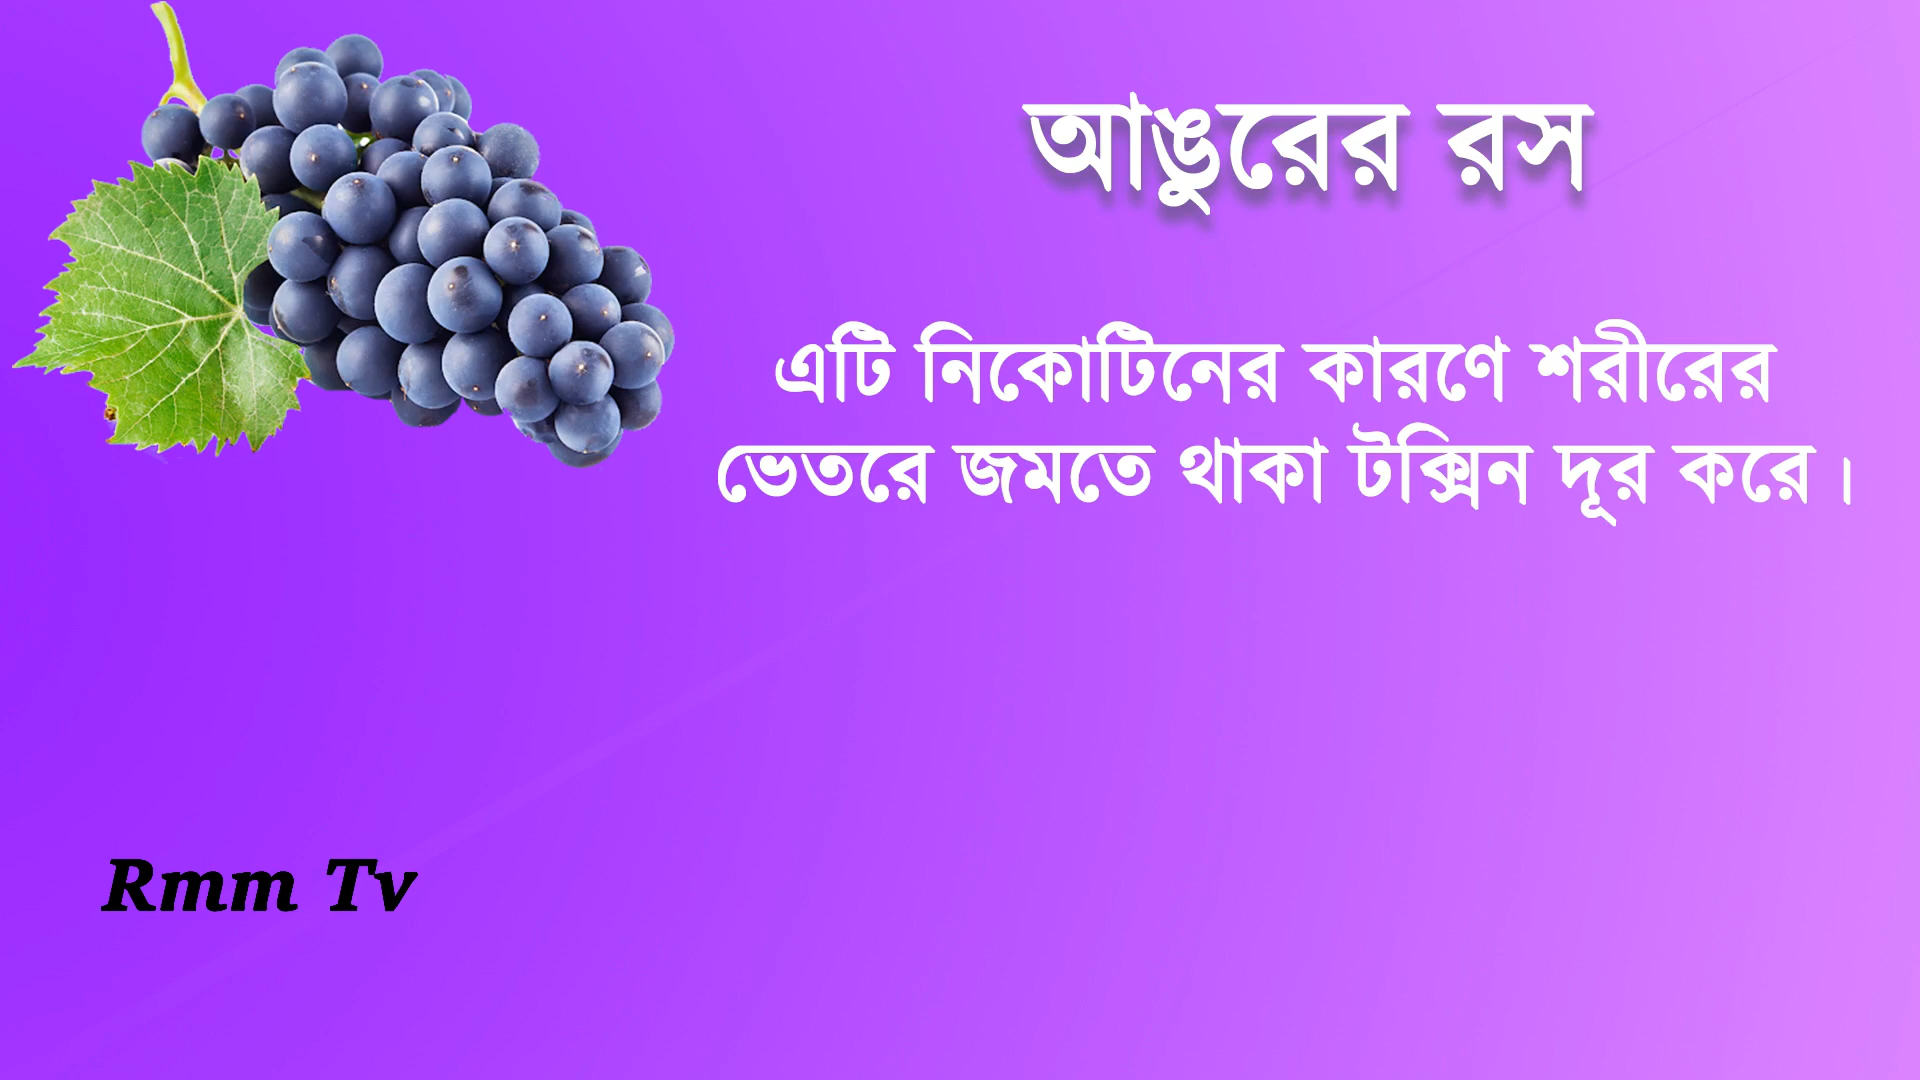 আঙুরের রস
এটি নিকোটিনের কারণে শরীরের
ভেতরে জমতে থাকা টক্সিন দূর করে।
Rmm Tv